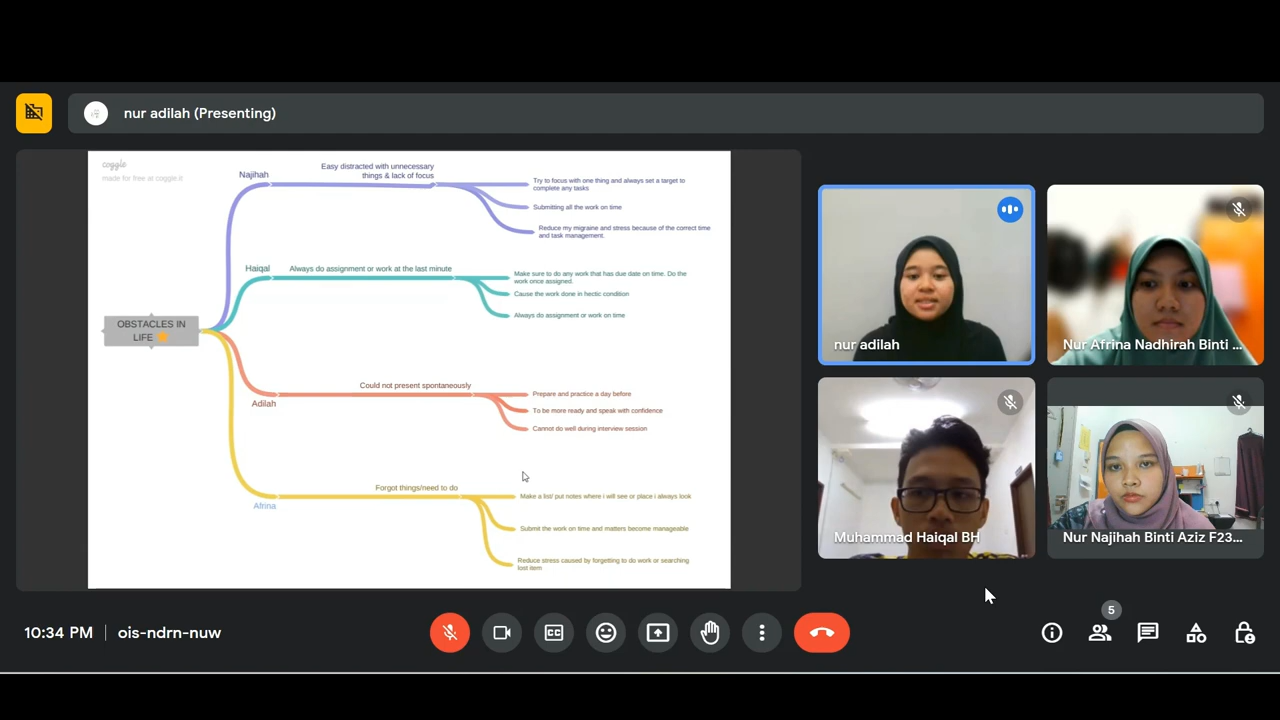 nur adilah (Presenting)
coggle
made for free at coggle.it
Najihah
Easy distracted with unnecessary
things & lack of focus
Try to focus with one thing and always set a target to
complete any tasks
Submitting all the work on time
Reduce my migraine and stress because of the correct time
and task management.
Haiqal
Always do assignment or work at the last minute
Make sure to do any work that has due date on time. Do the
work once assigned
Cause the work done in hectic condition
Always do assignment or work on time
OBSTACLES IN
LIFE
Could not present spontaneously
Adilah
Prepare and practice a day before
To be more ready and speak with confidence
Cannot do well during interview session
Forgot things/need to do
Afrina
Make a list/ put notes where i will see or place i always look
Submit the work on time and matters become manageable
Reduce stress caused by forgetting to do work or searching
lost item
nur adilah
Nur Afrina Nadhirah Binti ...
Muhammad Haiqal BH
Nur Najihah Binti Aziz F23...
10:34 PM
ois-ndrn-nuw
CC
5